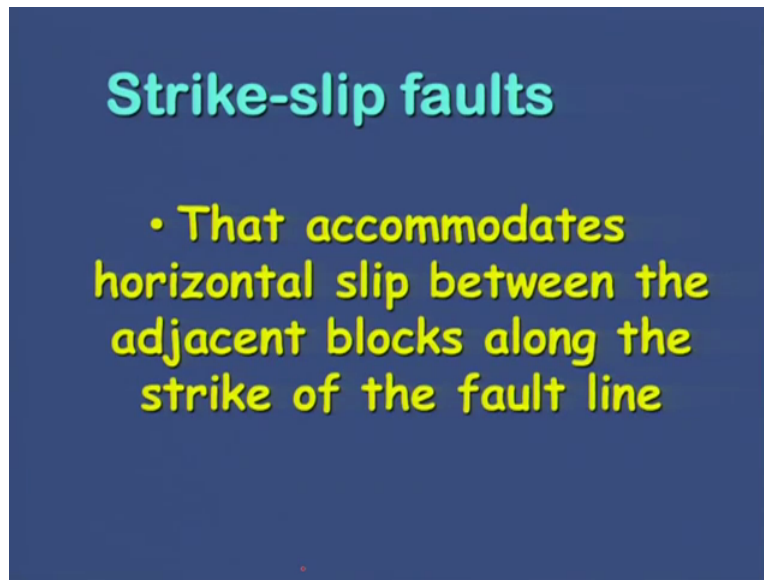 Strike-slip faults
• That accommodates
horizontal slip between the
adjacent blocks along the
strike of the fault line